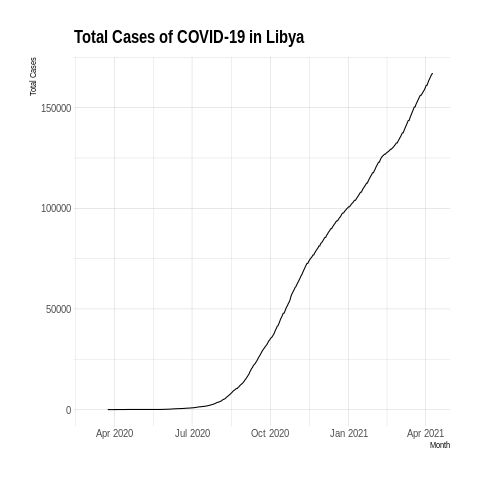 Total Cases of COVID-19 in Libya
Total Cases
150000
100000
50000
0
Apr 2020 Jul 2020 Oct 2020 Jan 2021 Apr 2021
Month